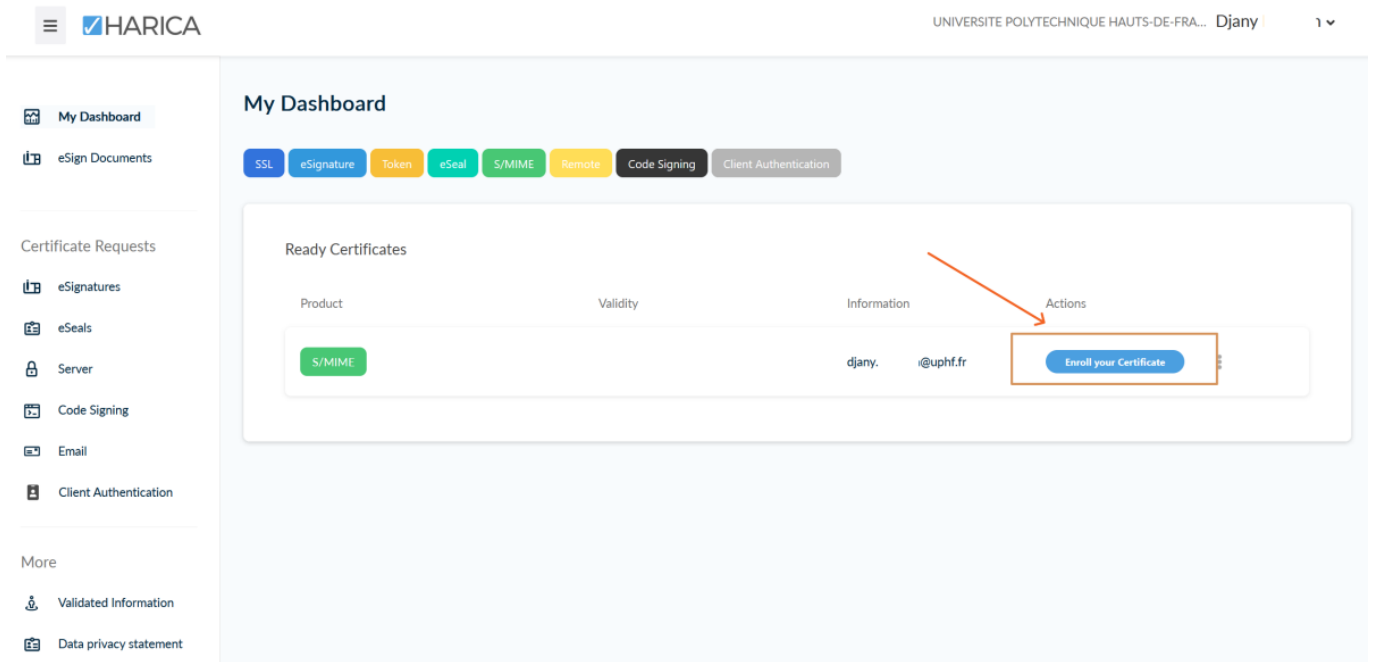 HARICA
UNIVERSITE POLYTECHNIQUE HAUTS-DE-FRA... Djany
My Dashboard
eSign Documents
Certificate Requests
eSignatures
eSeals
Server
Code Signing
Email
Client Authentication
More
Validated Information
Data privacy statement
My Dashboard
SSL eSignature Token eSeal S/MIME Remote Code Signing Client Authentication
Ready Certificates
Product Validity Information Actions
S/MIME djany. @uphf.fr Enroll your Certificate